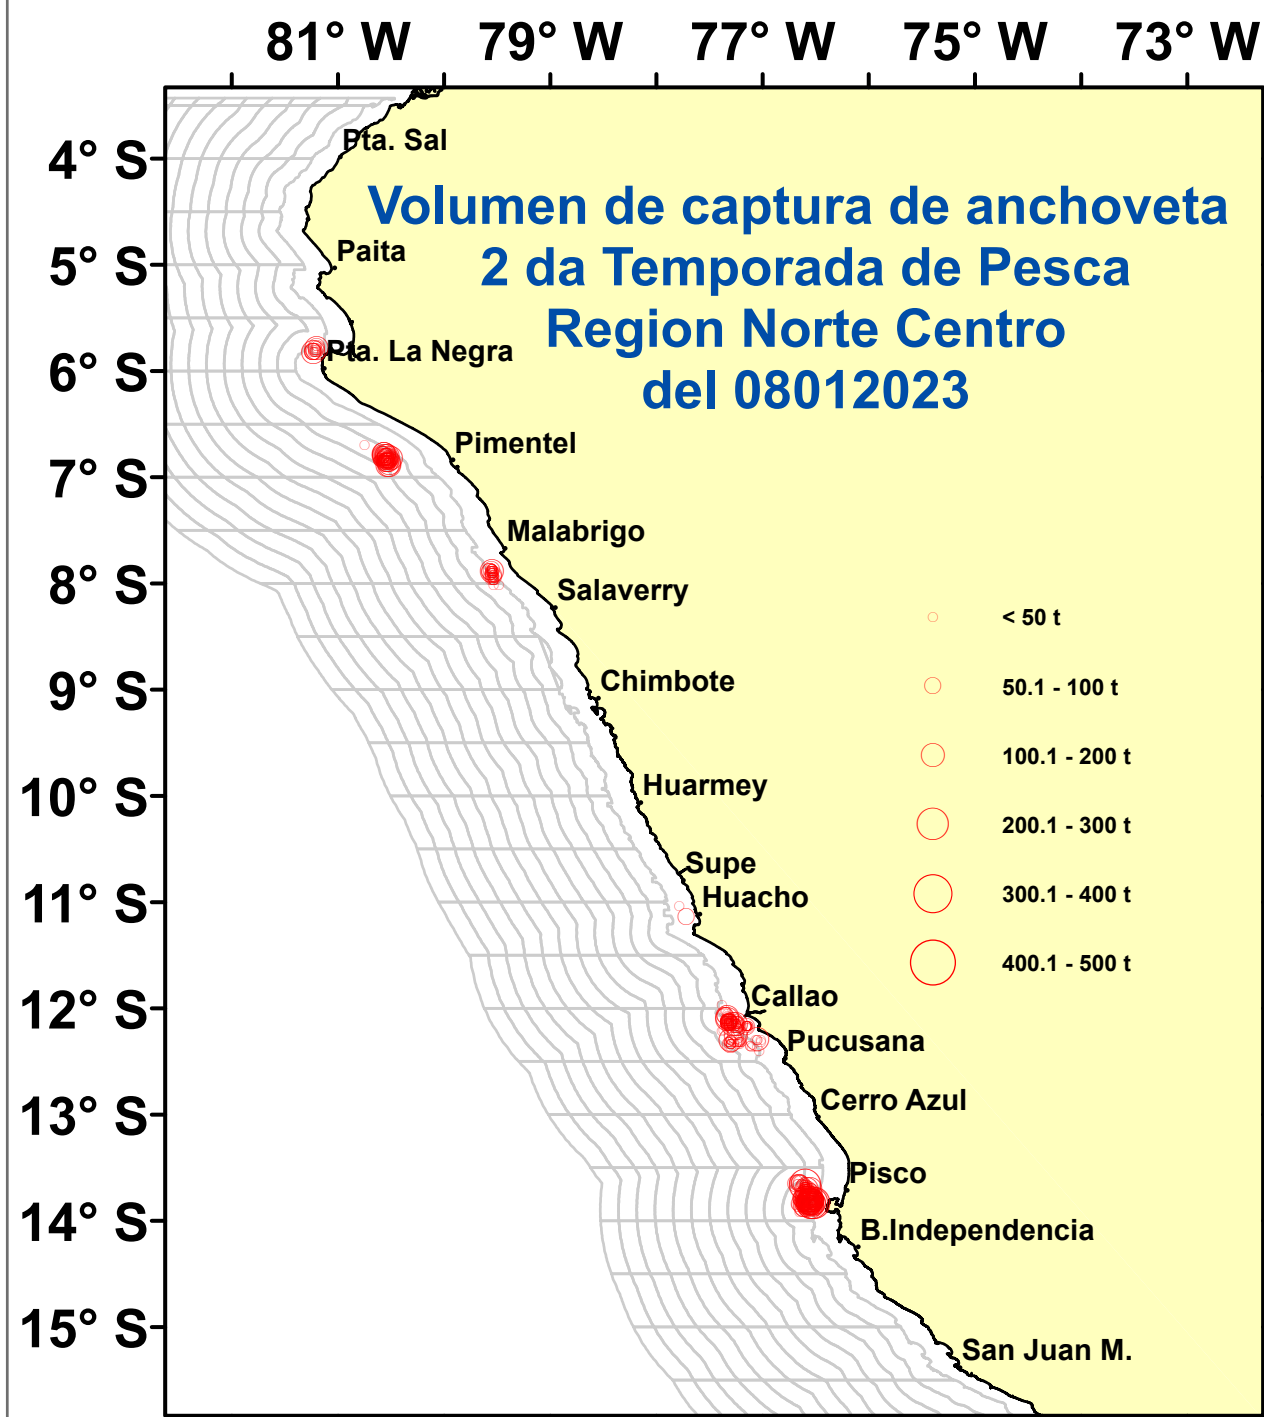 81° W 79° W 77° W 75° W 73° W
4° S
5° S
6° S
7° S
8° S
9° S
10° S
11° S
12° S
13° S
14° S
15° S
Volumen de captura de anchoveta
2 da Temporada de Pesca
Region Norte Centro
del 08012023
Pta. Sal
Paita
Pta. La Negra
Pimentel
Malabrigo
Salaverry
Chimbote
Huarmey
Supe
Huacho
Callao
Pucusana
Cerro Azul
Pisco
B.Independencia
San Juan M.
< 50 t
50.1 - 100 t
100.1 - 200 t
200.1 - 300 t
300.1 - 400 t
400.1 - 500 t